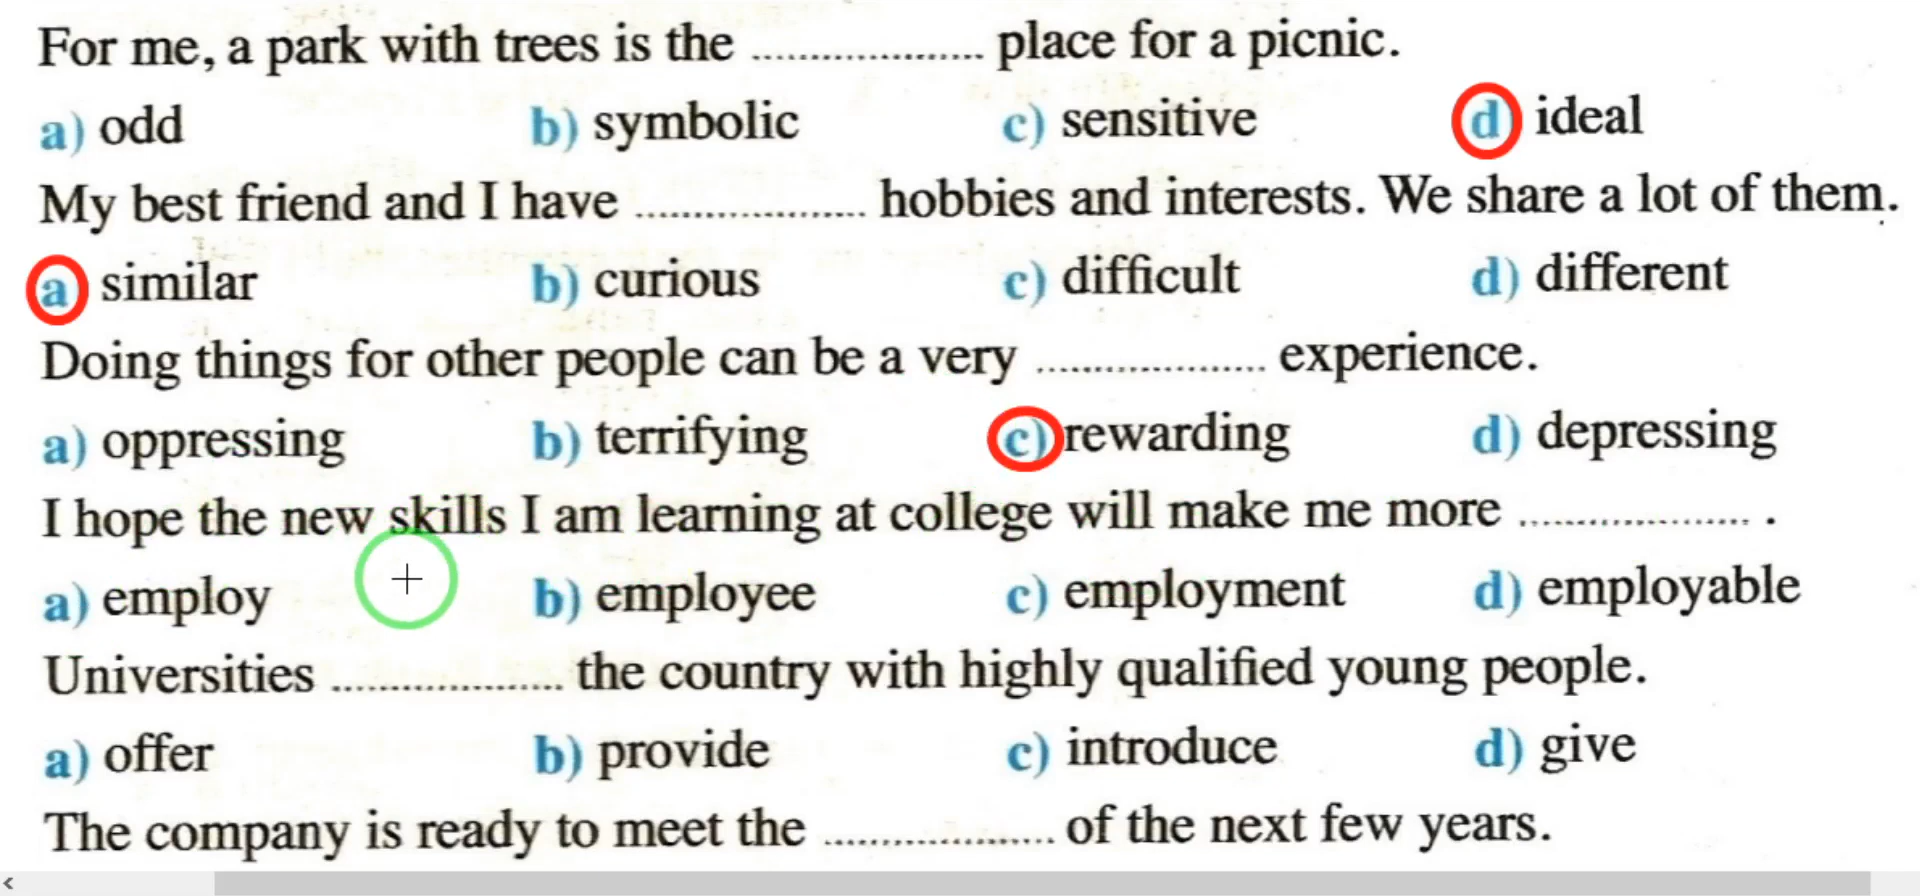 For me, a park with trees is the .................... place for a picnic.
a) odd b) symbolic c) sensitive d) ideal
My best friend and I have .................... hobbies and interests. We share a lot of them.
a similar b) curious c) difficult d) different
Doing things for other people can be a very .................... experience.
a) oppressing b) terrifying c) rewarding d) depressing
I hope the new skills I am learning at college will make me more .................... .
a) employ b) employee c) employment d) employable
Universities .................... the country with highly qualified young people.
a) offer b) provide c) introduce d) give
The company is ready to meet the .................... of the next few years.